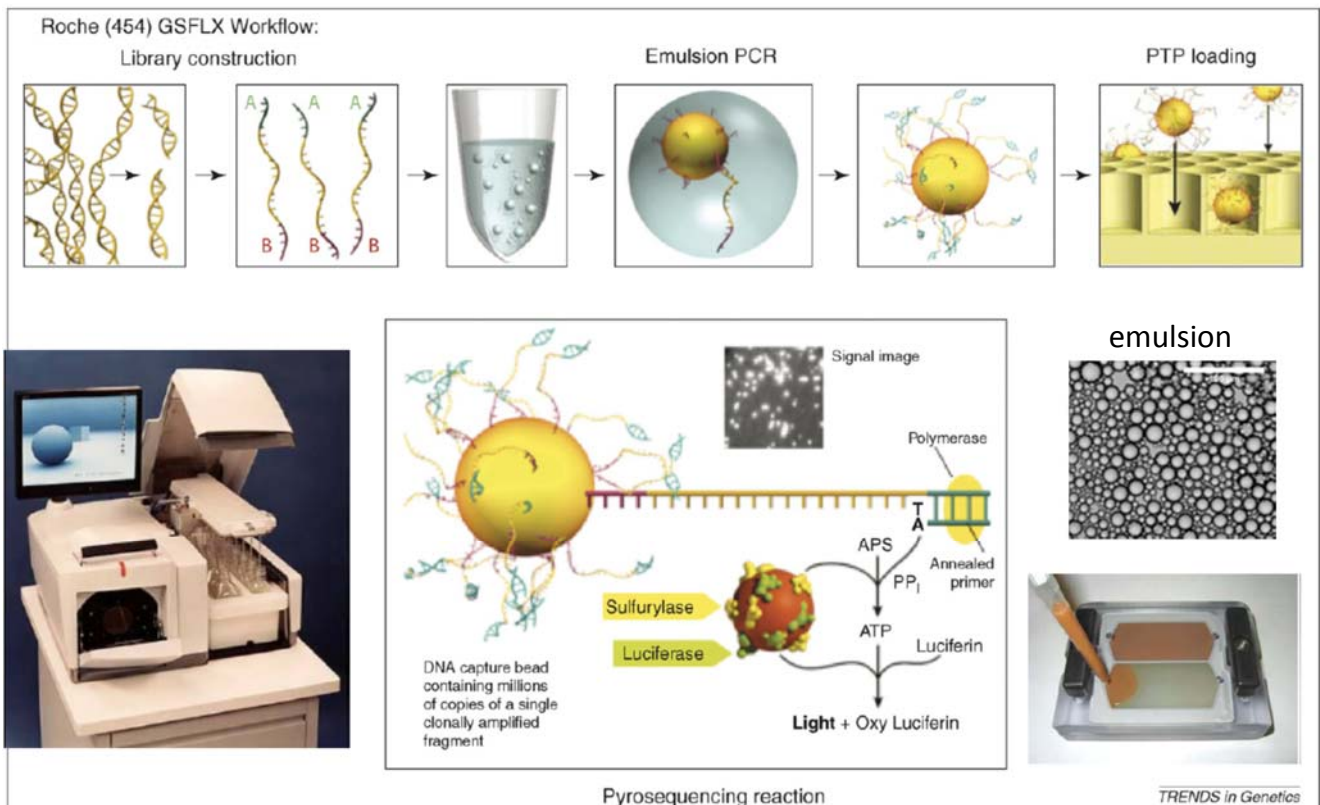 Roche (454) GSFLX Workflow:
Library construction
Emulsion PCR
PTP loading
A A A
B B B
emulsion
Signal image
Polymerase
T
A
APS
PPI
Annealed
primer
Sulfurylase
ATP
Luciferase
Luciferin
DNA capture bead
containing millions
of copies of a single
clonally amplified
fragment
Light + Oxy Luciferin
Pyrosequencing reaction
TRENDS in Genetics